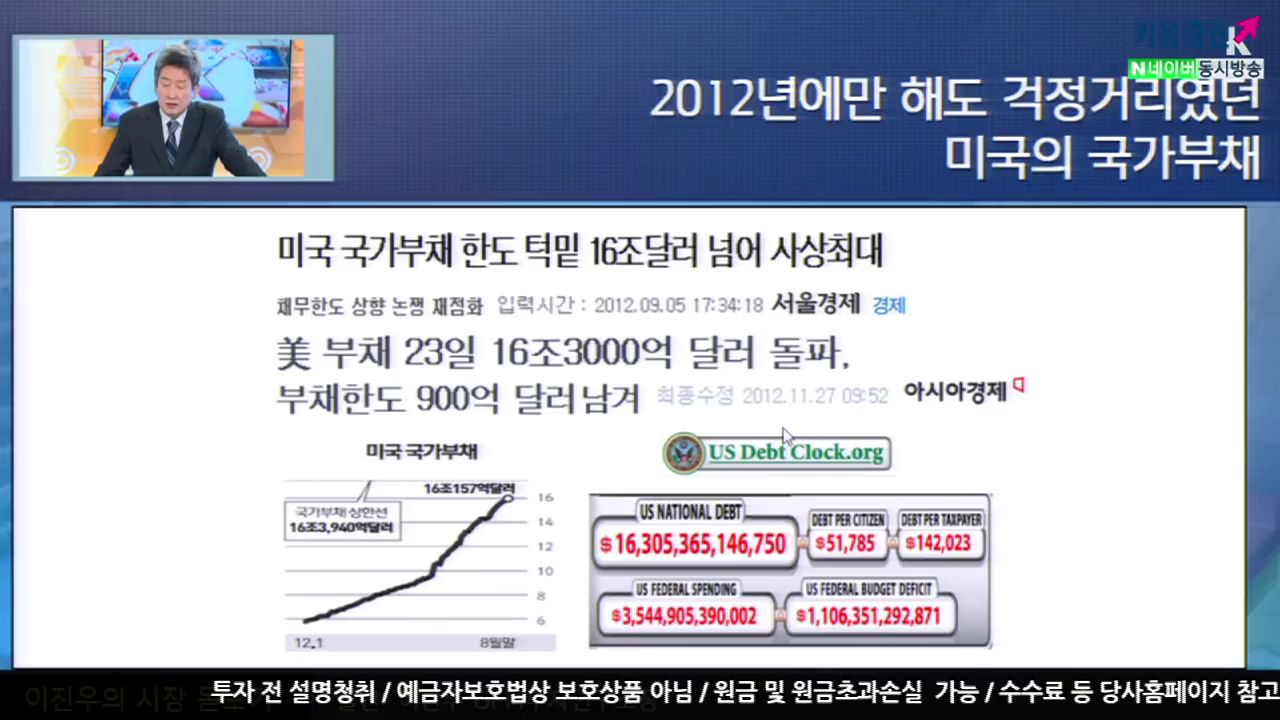 키움증권
K
N네이버 동시방송
2012년에만 해도 걱정거리였던
미국의 국가부채
미국 국가부채 한도 턱밑 16조달러 넘어 사상최대
채무한도 상향 논쟁 재점화 입력시간 : 2012.09.05 17:34:18 서울경제 경제
美 부채 23일 16조3000억 달러 돌파,
부채한도 900억 달러 남겨 최종수정 2012.11.27 09:52 아시아경제
미국 국가부채
16조157억달러
국가부채 상한선
16조3,940억달러
16
14
12
10
8
6
12.1 8월말
US Debt Clock.org
US NATIONAL DEBT DEBT PER CITIZEN DEBT PER TAXPAYER
$16,305,365,146,750 $51,785 $142,023
US FEDERAL SPENDING US FEDERAL BUDGET DEFICIT
$3,544,905,390,002 $1,106,351,292,871
이진우의 시장
투자 전 설명청취 / 예금자보호법상 보호상품 아님 / 원금 및 원금초과손실 가능 / 수수료 등 당사홈페이지 참고